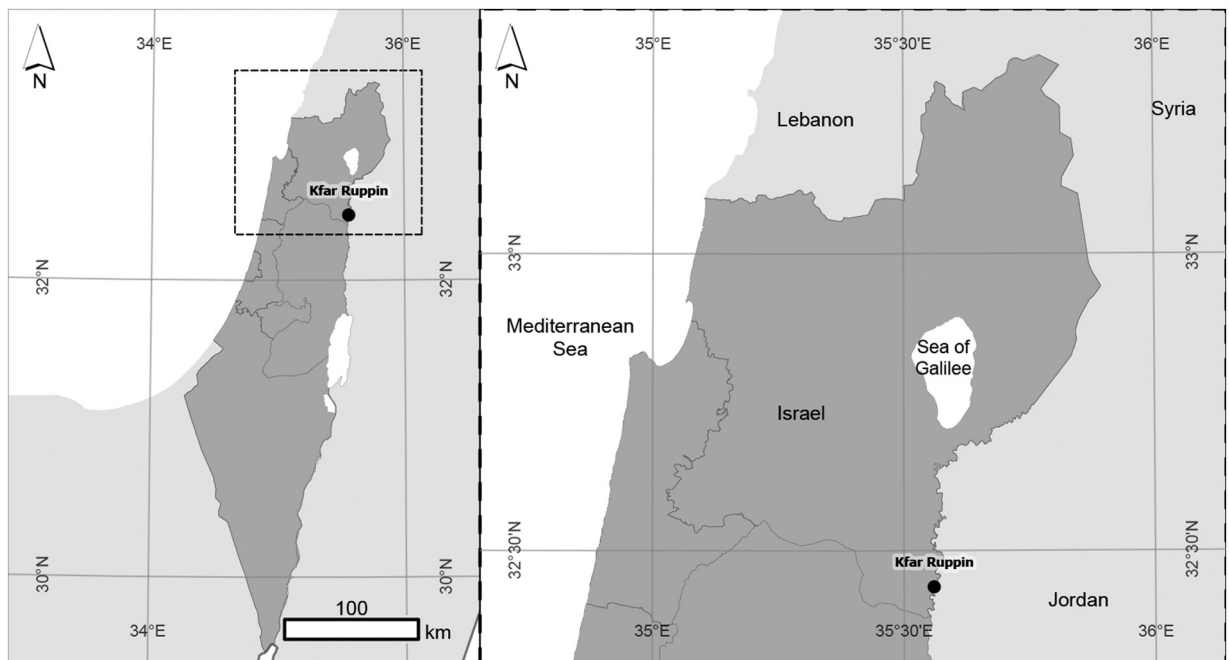 34°E
36°E
N
Kfar Ruppin
32°N
32°N
30°N
30°N
34°E
100
km
35°E
35°30'E
36°E
N
Lebanon
Syria
33°N
33°N
Mediterranean
Sea
Sea of
Galilee
Israel
32°30'N
32°30'N
Kfar Ruppin
Jordan
35°E
35°30'E
36°E